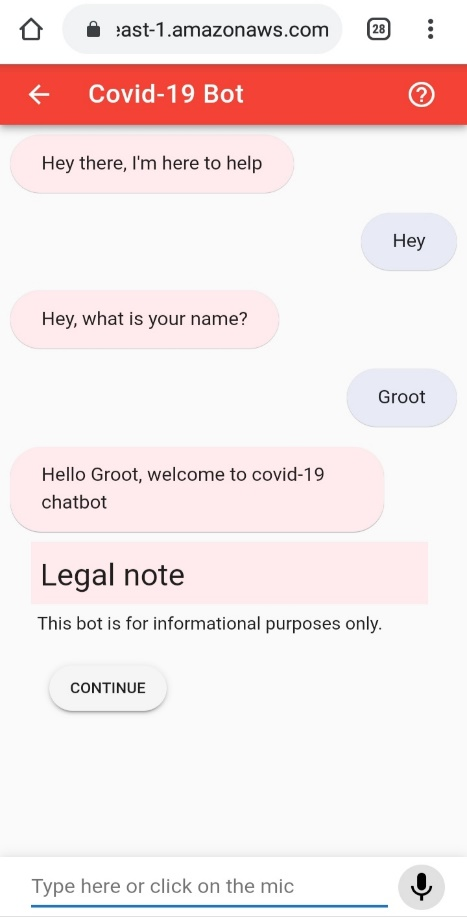 :ast-1.amazonaws.com
28
Covid-19 Bot
Hey there, I'm here to help
Hey
Hey, what is your name?
Groot
Hello Groot, welcome to covid-19
chatbot
Legal note
This bot is for informational purposes only.
CONTINUE
Type here or click on the mic